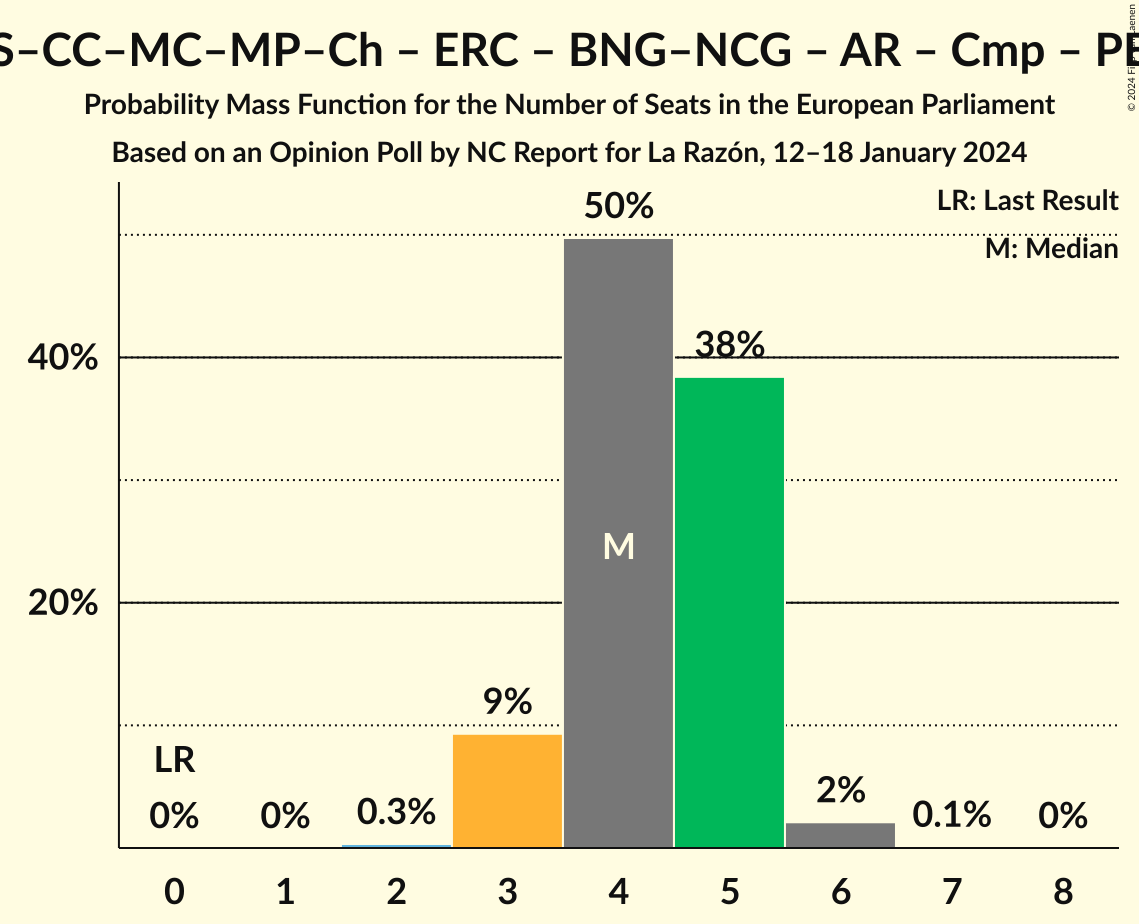 S–CC–MC–MP–Ch – ERC – BNG–NCG – AR – Cmp –
Probability Mass Function for the Number of Seats in the European Parliament
Based on an Opinion Poll by NC Report for La Razón, 12–18 January 2024
© 2024
LR: Last Result
M: Median
50%
40%
38%
M
20%
9%
LR
0%
0%
0.3%
2%
0.1%
0%
0 1 2 3 4 5 6 7 8